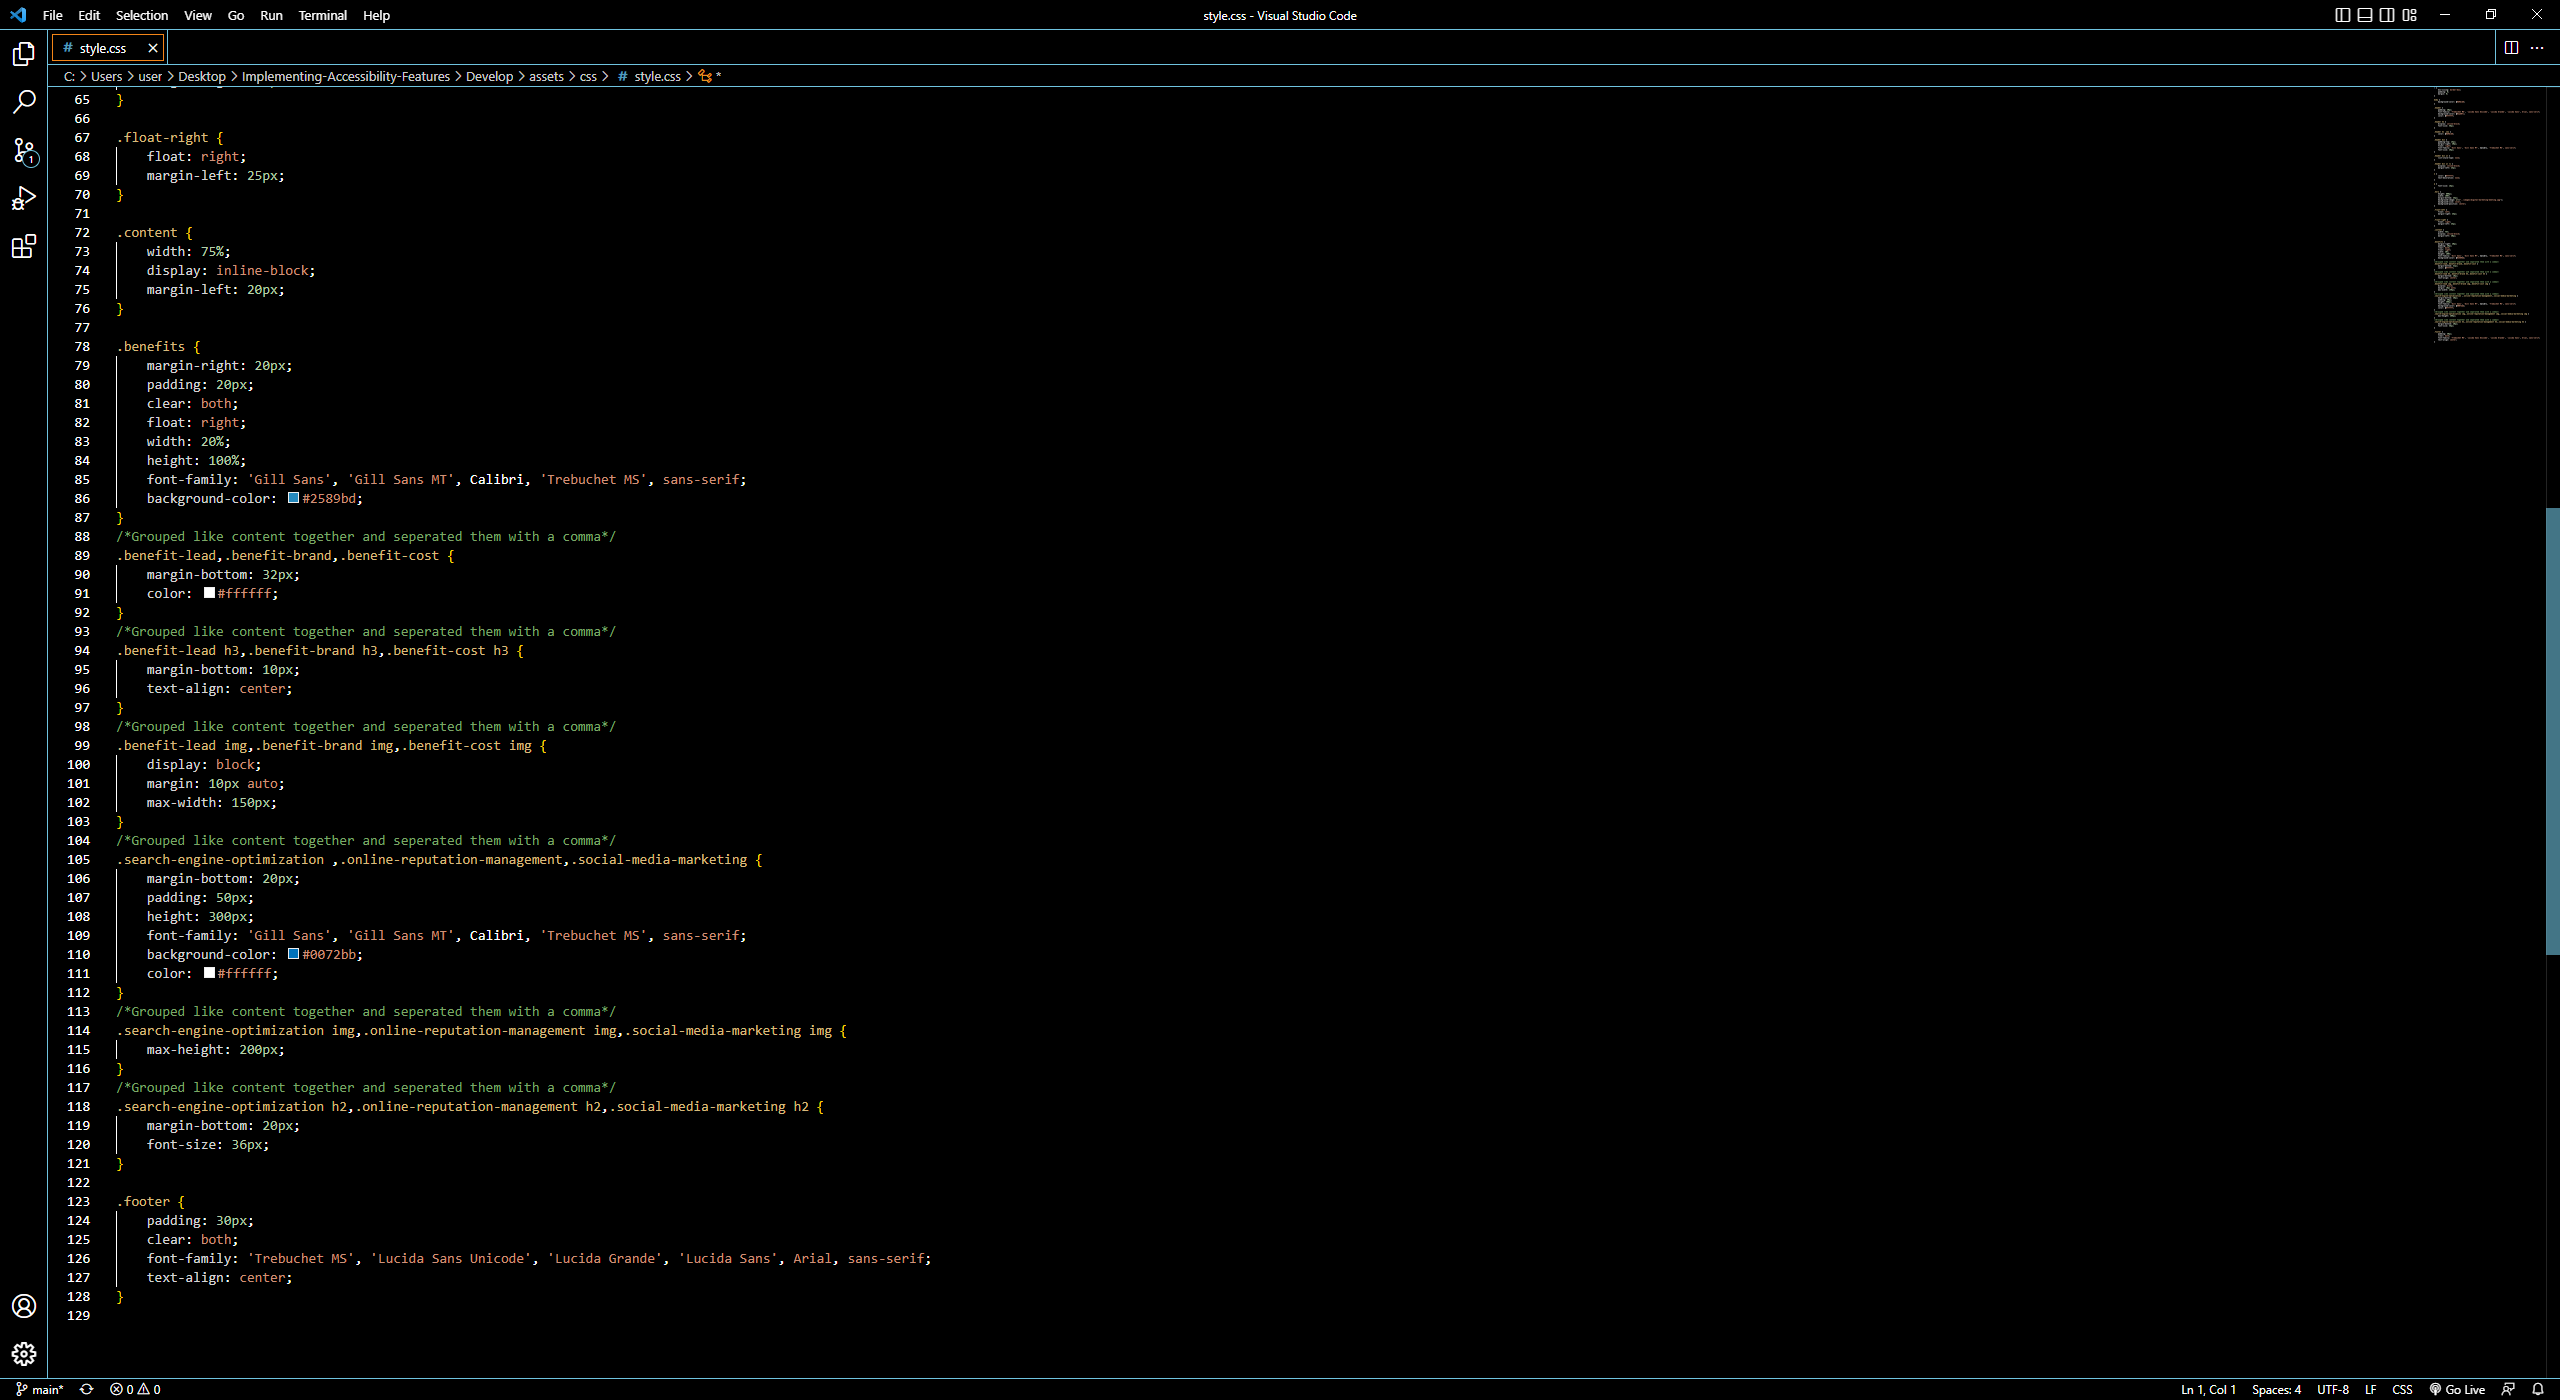 File Edit Selection View Go Run Terminal Help
style.css - Visual Studio Code
# style.css
C: > Users > user > Desktop > Implementing-Accessibility-Features > Develop > assets > css > # style.css > *
65 }
66
67 .float-right {
68 float: right;
69 margin-left: 25px;
70 }
71
72 .content {
73 width: 75%;
74 display: inline-block;
75 margin-left: 20px;
76 }
77
78 .benefits {
79 margin-right: 20px;
80 padding: 20px;
81 clear: both;
82 float: right;
83 width: 20%;
84 height: 100%;
85 font-family: 'Gill Sans', 'Gill Sans MT', Calibri, 'Trebuchet MS', sans-serif;
86 background-color: #2589bd;
87 }
88 /*Grouped like content together and seperated them with a comma*/
89 .benefit-lead,.benefit-brand,.benefit-cost {
90 margin-bottom: 32px;
91 color: #ffffff;
92 }
93 /*Grouped like content together and seperated them with a comma*/
94 .benefit-lead h3,.benefit-brand h3,.benefit-cost h3 {
95 margin-bottom: 10px;
96 text-align: center;
97 }
98 /*Grouped like content together and seperated them with a comma*/
99 .benefit-lead img,.benefit-brand img,.benefit-cost img {
100 display: block;
101 margin: 10px auto;
102 max-width: 150px;
103 }
104 /*Grouped like content together and seperated them with a comma*/
105 .search-engine-optimization ,.online-reputation-management,.social-media-marketing {
106 margin-bottom: 20px;
107 padding: 50px;
108 height: 300px;
109 font-family: 'Gill Sans', 'Gill Sans MT', Calibri, 'Trebuchet MS', sans-serif;
110 background-color: #0072bb;
111 color: #ffffff;
112 }
113 /*Grouped like content together and seperated them with a comma*/
114 .search-engine-optimization img,.online-reputation-management img,.social-media-marketing img {
115 max-height: 200px;
116 }
117 /*Grouped like content together and seperated them with a comma*/
118 .search-engine-optimization h2,.online-reputation-management h2,.social-media-marketing h2 {
119 margin-bottom: 20px;
120 font-size: 36px;
121 }
122
123 .footer {
124 padding: 30px;
125 clear: both;
126 font-family: 'Trebuchet MS', 'Lucida Sans Unicode', 'Lucida Grande', 'Lucida Sans', Arial, sans-serif;
127 text-align: center;
128 }
129
1
main* 0 0 Ln 1, Col 1 Spaces: 4 UTF-8 LF CSS Go Live